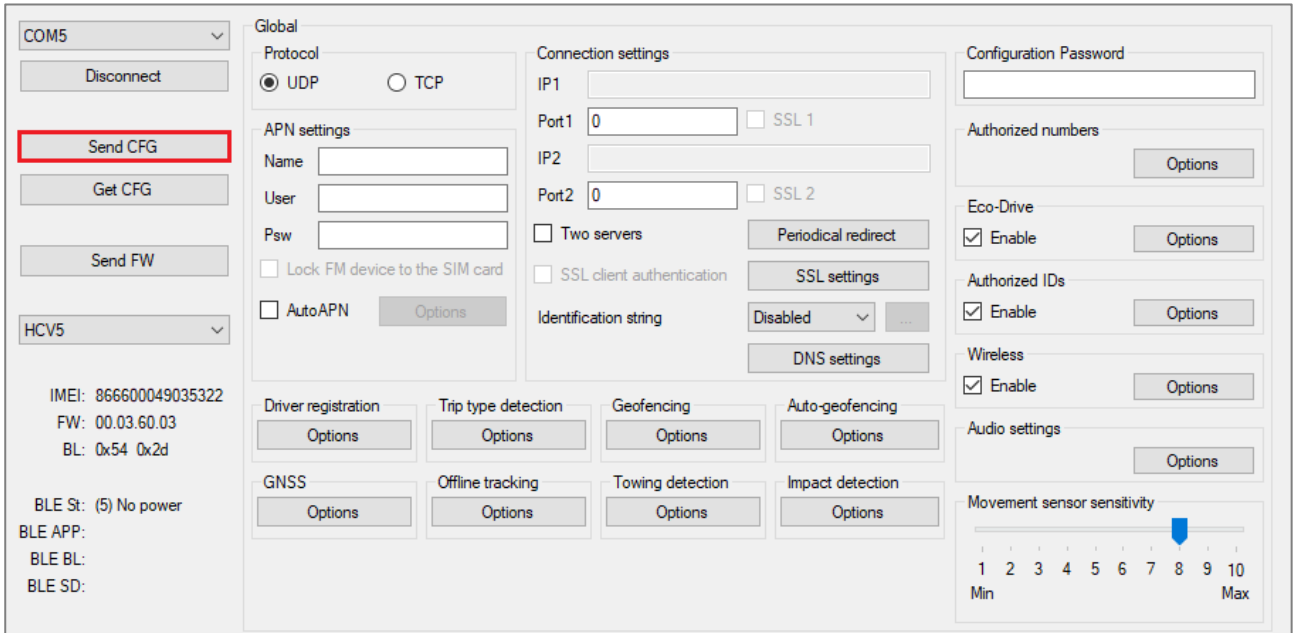 COM5
Disconnect
Send CFG
Get CFG
Send FW
HCV5
IMEI: 866600049035322
FW: 00.03.60.03
BL: 0x54 0x2d
BLE St: (5) No power
BLE APP:
BLE BL:
BLE SD:
Global
Protocol
UDP TCP
APN settings
Name
User
Psw
Lock FM device to the SIM card
AutoAPN Options
Connection settings
IP1
Port1 0 SSL 1
IP2
Port2 0 SSL 2
Two servers Periodical redirect
SSL client authentication SSL settings
Identification string Disabled ...
DNS settings
Driver registration Trip type detection Geofencing Auto-geofencing
Options Options Options Options
GNSS Offline tracking Towing detection Impact detection
Options Options Options Options
Configuration Password
Authorized numbers
Options
Eco-Drive
Enable Options
Authorized IDs
Enable Options
Wireless
Enable Options
Audio settings
Options
Movement sensor sensitivity
1 2 3 4 5 6 7 8 9 10
Min Max